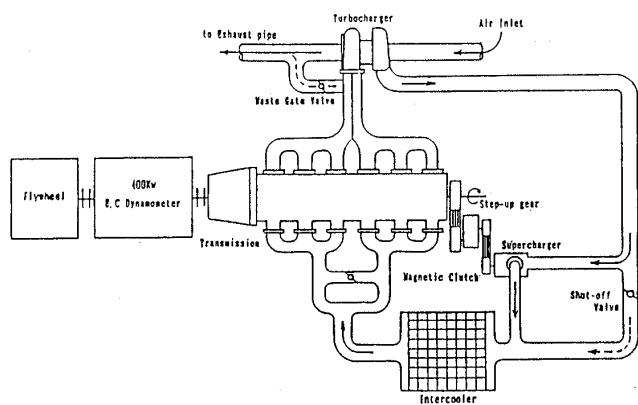 Turbocharger
Air Inlet
to Exhaust pipe
Waste Gate Valve
Flywheel
400Kw
E.C Dynamometer
Transmission
Step-up gear
Supercharger
Magnetic Clutch
Shut-off
Valve
Intercooler